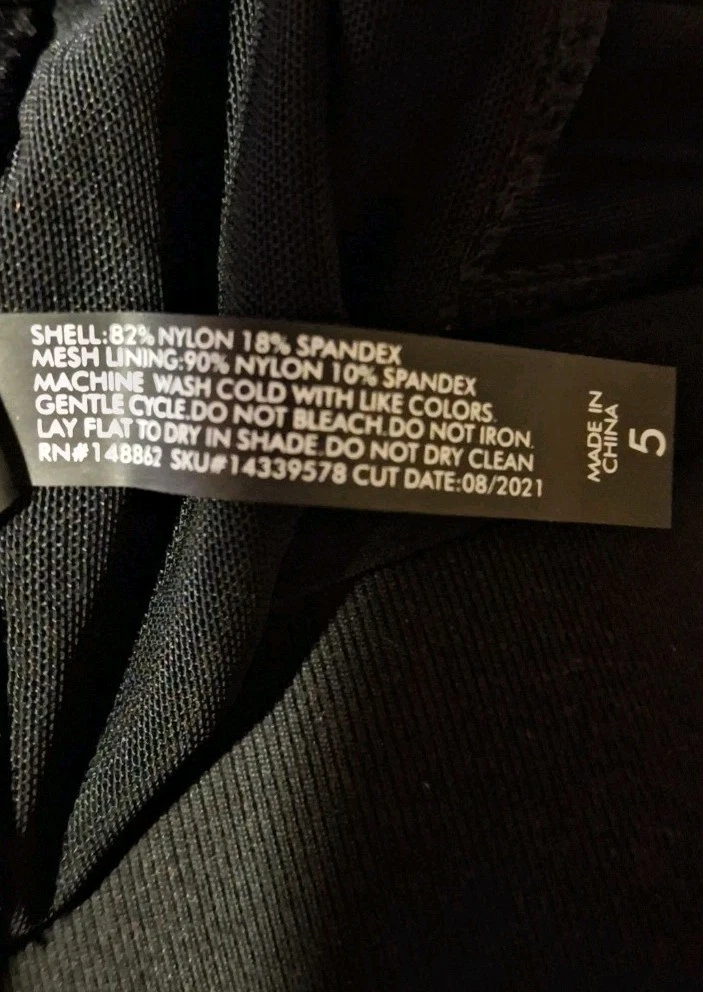 SHELL:82% NYLON 18% SPANDEX
MESH LINING:90% NYLON 10% SPANDEX
MACHINE WASH COLD WITH LIKE COLORS.
GENTLE CYCLE.DO NOT BLEACH.DO NOT IRON.
LAY FLAT TO DRY IN SHADE.DO NOT DRY CLEAN
RN#148862 SKU#14339578 CUT DATE:08/2021
MADE IN
CHINA
5